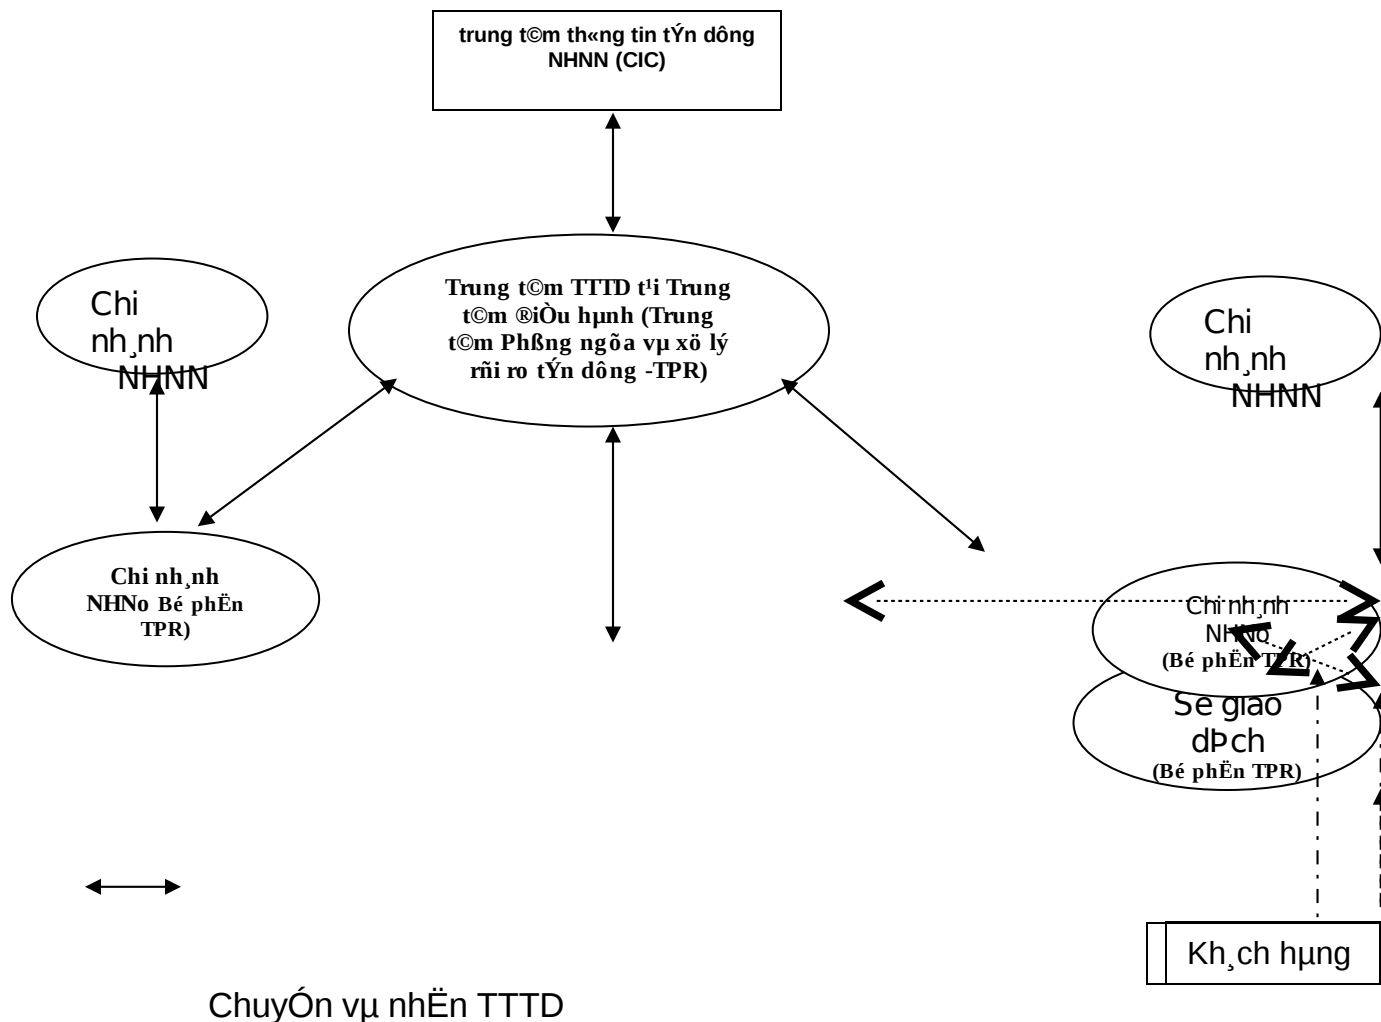 trung t©m th«ng tin tÝn dông
NHNN (CIC)
Trung t©m TTTD t¹i Trung
t©m ®iÒu hµnh (Trung
t©m Phßng ngõa vµ xö lý
rñi ro tÝn dông -TPR)
Chi
nh¸nh
NHNN
Chi
nh¸nh
NHNN
Chi nh¸nh
NHNo Bé phËn
TPR)
Chi nh¸nh
NHNo
(Bé phËn TPR)
Së giao
dÞch
(Bé phËn TPR)
Kh¸ch hµng
ChuyÓn vµ nhËn TTTD